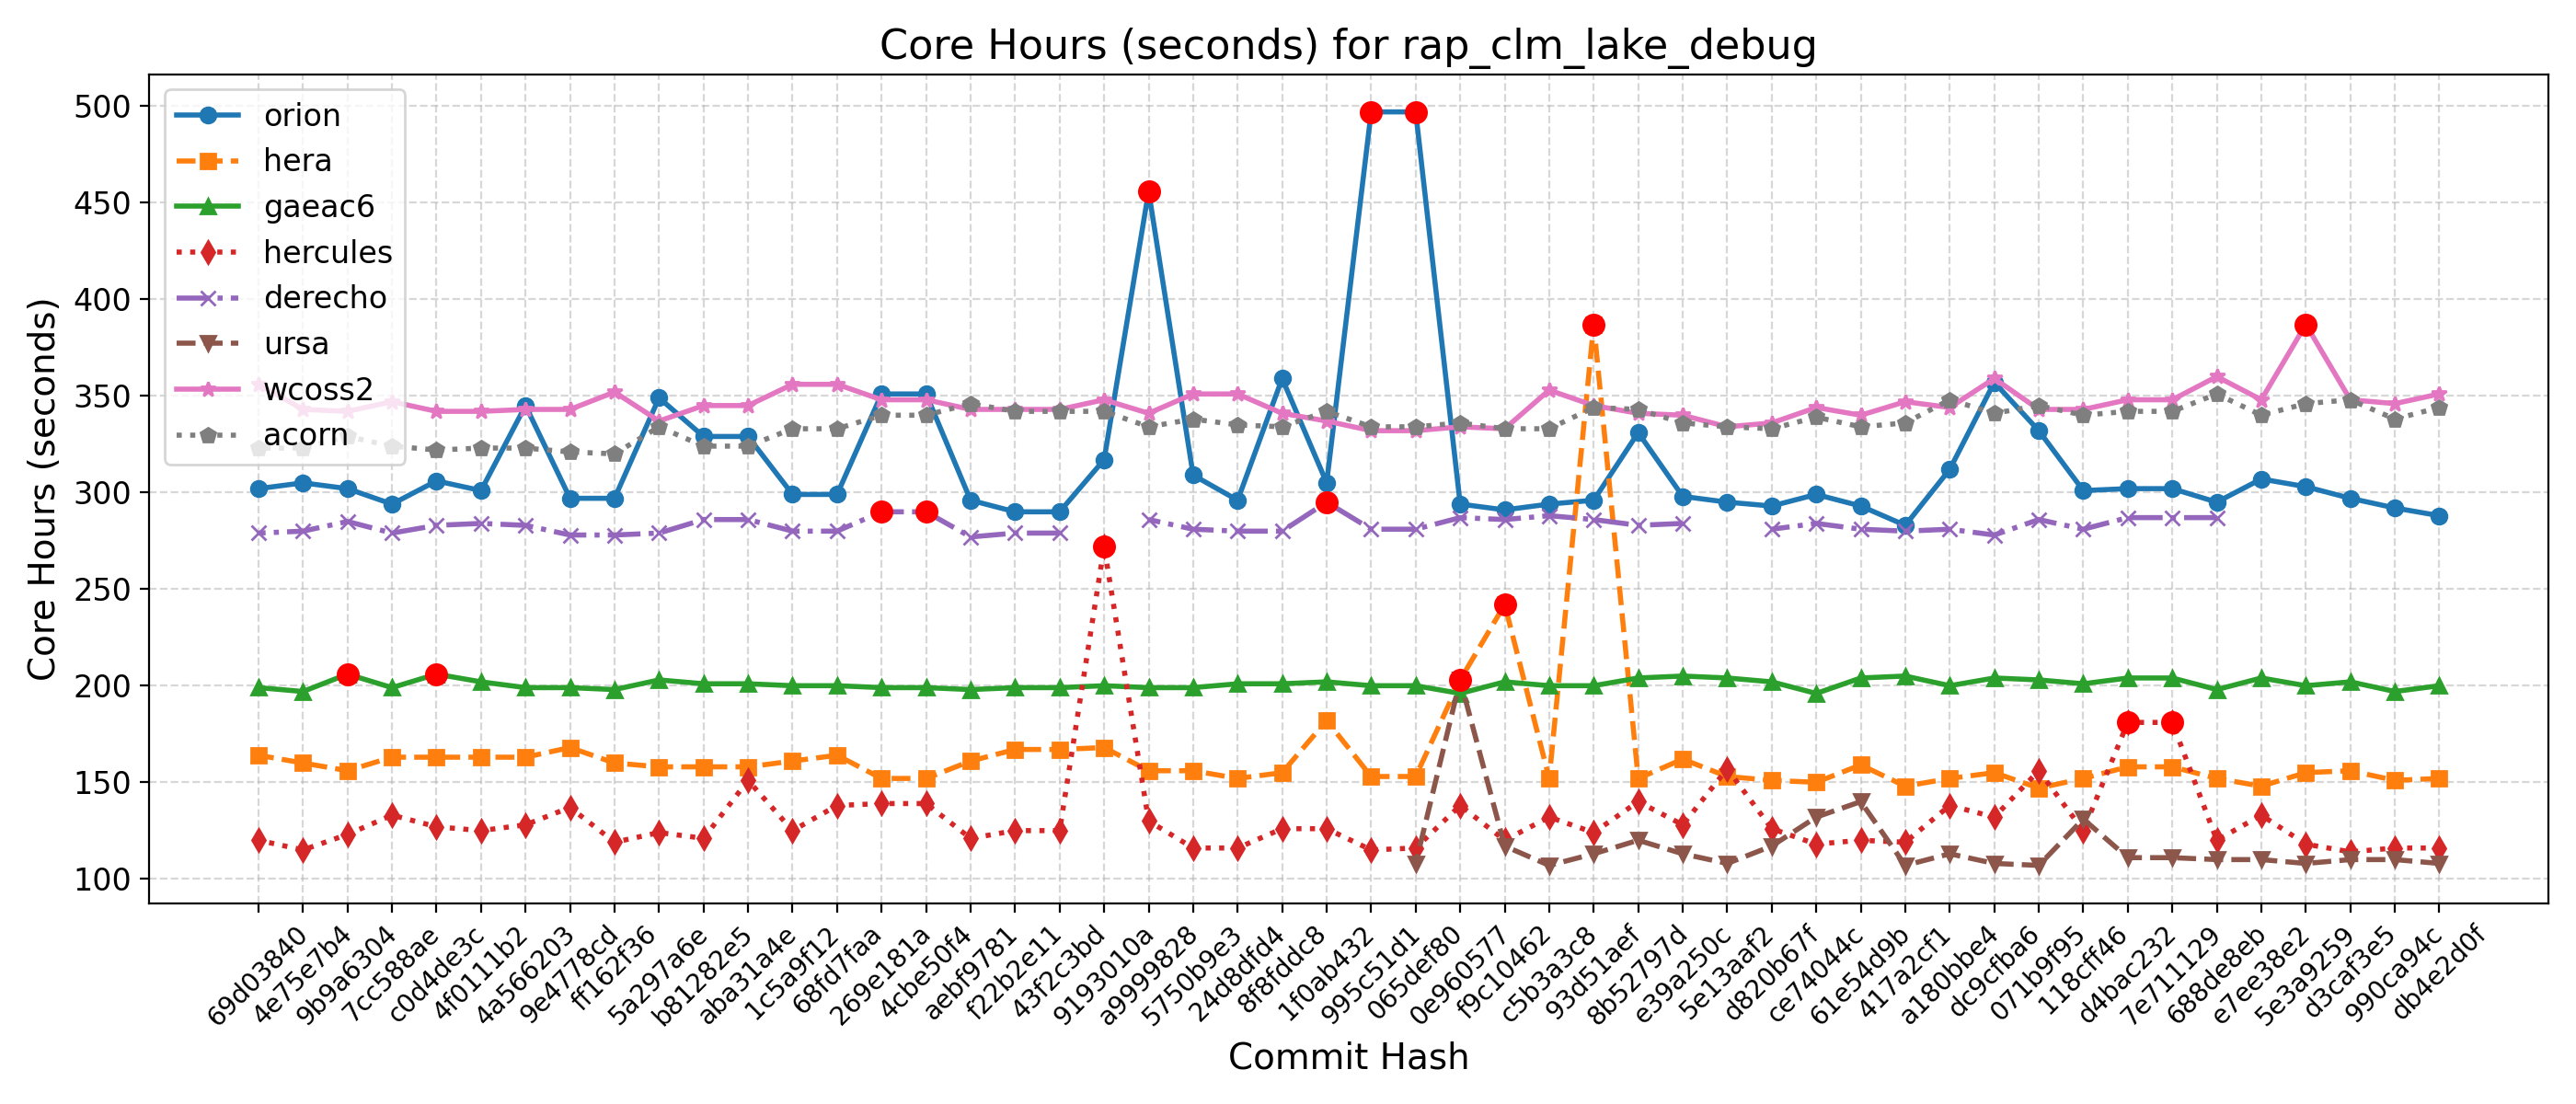 Core Hours (seconds) for rap_clm_lake_debug
Core Hours (seconds)
500
450
400
350
300
250
200
150
100
orion
hera
gaeac6
hercules
derecho
ursa
wcoss2
acorn
69d03840
4e75e7b4
9b9a6304
7cc588ae
c0d4de3c
4f0111b2
4a566203
9e4778cd
ff162f36
5a297a6e
b81282e5
aba31a4e
1c5a9f12
68fd7faa
269e181a
4cbe50f4
aebf9781
f22b2e11
43f2c3bd
9193010a
a9999828
5750b9e3
24d8dfd4
8f8fddc8
1f0ab432
995c51d1
065def80
0e960577
f9c10462
c5b3a3c8
93d51aef
8b52797d
e39a250c
5e13aaf2
d820b67f
ce74044c
61e54d9b
417a2cf1
a180bbe4
dc9cfba6
071b9f95
118cff46
d4bac232
7e711129
688de8eb
e7ee38e2
5e3a9259
d3caf3e5
990ca94c
db4e2d0f
Commit Hash